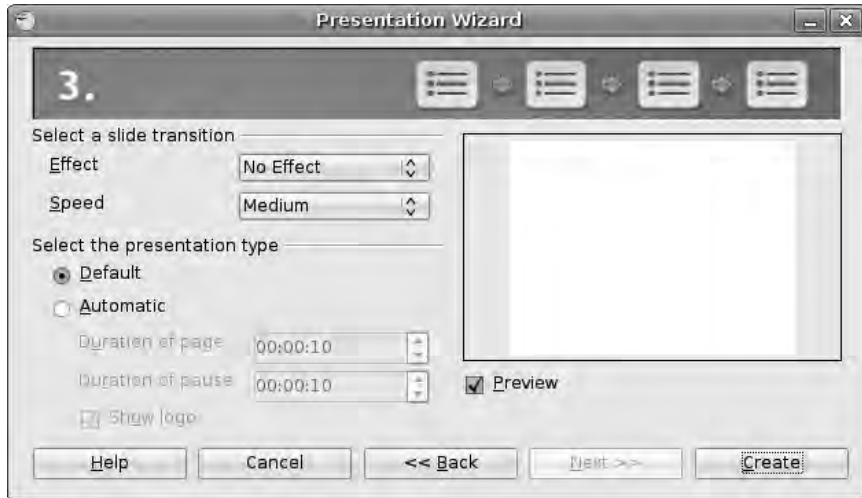 Presentation Wizard
3.
Select a slide transition
Effect No Effect
Speed Medium
Select the presentation type
Default
Automatic
Duration of page 00:00:10
Duration of pause 00:00:10
Show logo
Preview
Help Cancel << Back Next >> Create